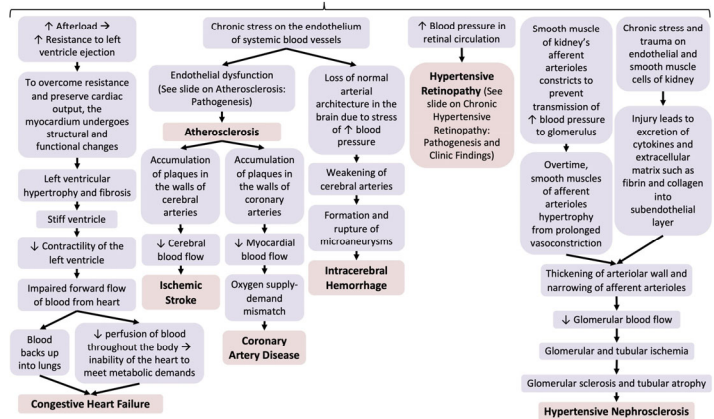 ↑ Afterload →
↑ Resistance to left
ventricle ejection
To overcome resistance
and preserve cardiac
output, the
myocardium undergoes
structural and
functional changes
Left ventricular
hypertrophy and fibrosis
Stiff ventricle
↓ Contractility of the
left ventricle
Impaired forward flow
of blood from heart
Blood
backs up
into lungs
↓ perfusion of blood
throughout the body →
inability of the heart to
meet metabolic demands
Congestive Heart Failure
Chronic stress on the endothelium
of systemic blood vessels
Endothelial dysfunction
(See slide on Atherosclerosis:
Pathogenesis)
Atherosclerosis
Accumulation
of plaques in
the walls of
cerebral
arteries
↓ Cerebral
blood flow
Ischemic
Stroke
Accumulation
of plaques in
the walls of
coronary
arteries
↓ Myocardial
blood flow
Oxygen supply-
demand
mismatch
Coronary
Artery Disease
Loss of normal
arterial
architecture in the
brain due to stress
of ↑ blood
pressure
Weakening of
cerebral arteries
Formation and
rupture of
microaneurysms
Intracerebral
Hemorrhage
↑ Blood pressure in
retinal circulation
Hypertensive
Retinopathy (See
slide on Chronic
Hypertensive
Retinopathy:
Pathogenesis and
Clinic Findings)
Smooth muscle
of kidney's
afferent
arterioles
constricts to
prevent
transmission of
↑ blood pressure
to glomerulus
Overtime,
smooth muscles
of afferent
arterioles
hypertrophy
from prolonged
vasoconstriction
Chronic stress and
trauma on
endothelial and
smooth muscle
cells of kidney
Injury leads to
excretion of
cytokines and
extracellular
matrix such as
fibrin and collagen
into
subendothelial
layer
Thickening of arteriolar wall and
narrowing of afferent arterioles
↓ Glomerular blood flow
Glomerular and tubular ischemia
Glomerular sclerosis and tubular atrophy
Hypertensive Nephrosclerosis